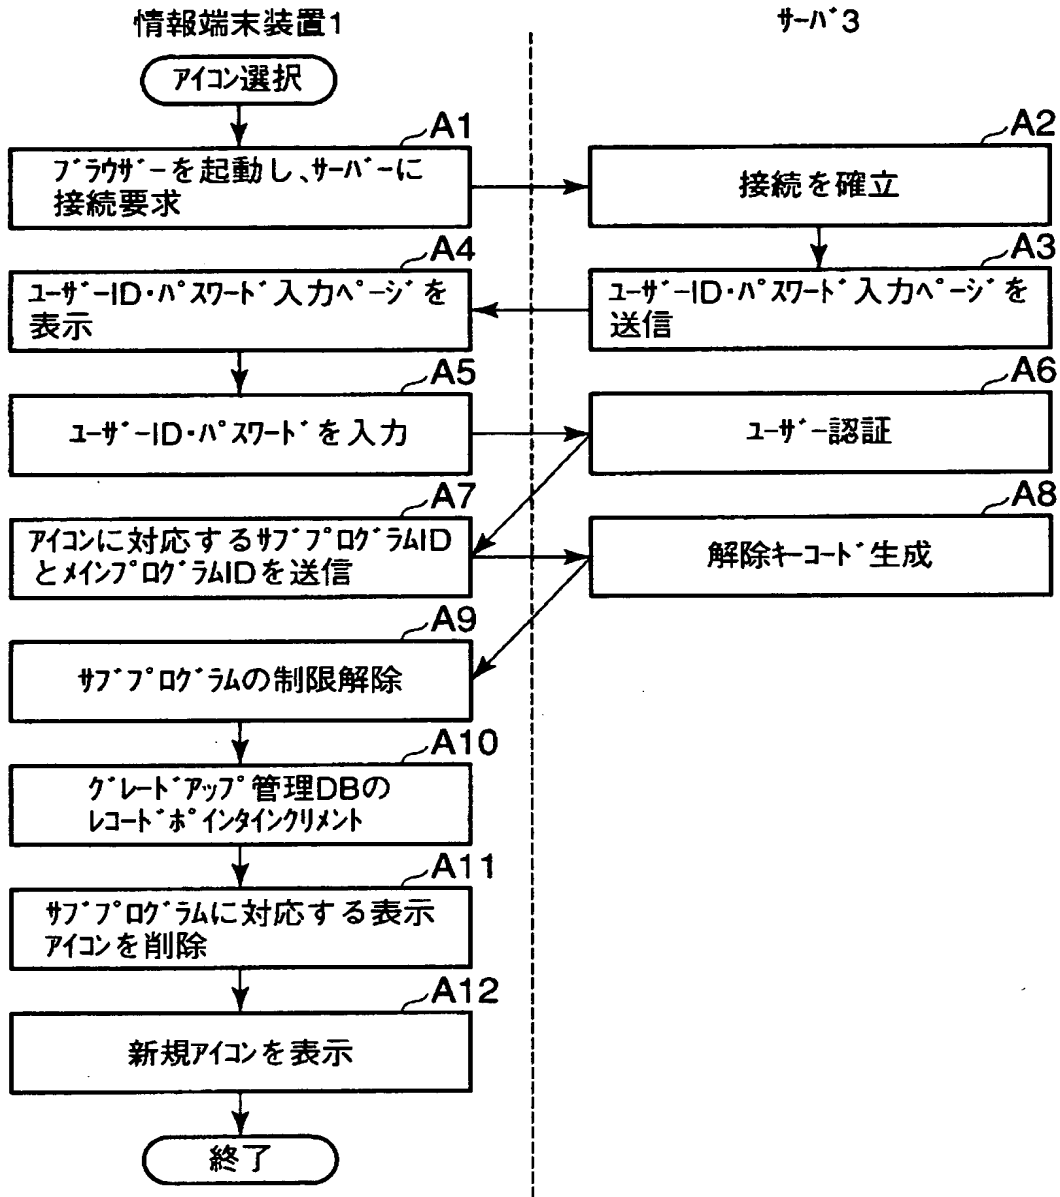 情報端末装置1
サーバ3
アイコン選択
A1
ブラウザーを起動し、サーバーに
接続要求
A2
接続を確立
A3
ユーザーID・パスワード入力ページを
送信
A4
ユーザーID・パスワード入力ページを
表示
A5
ユーザーID・パスワードを入力
A6
ユーザー認証
A7
アイコンに対応するサブプログラムID
とメインプログラムIDを送信
A8
解除キーコード生成
A9
サブプログラムの制限解除
A10
グレードアップ管理DBの
レコードポインタインクリメント
A11
サブプログラムに対応する表示
アイコンを削除
A12
新規アイコンを表示
終了